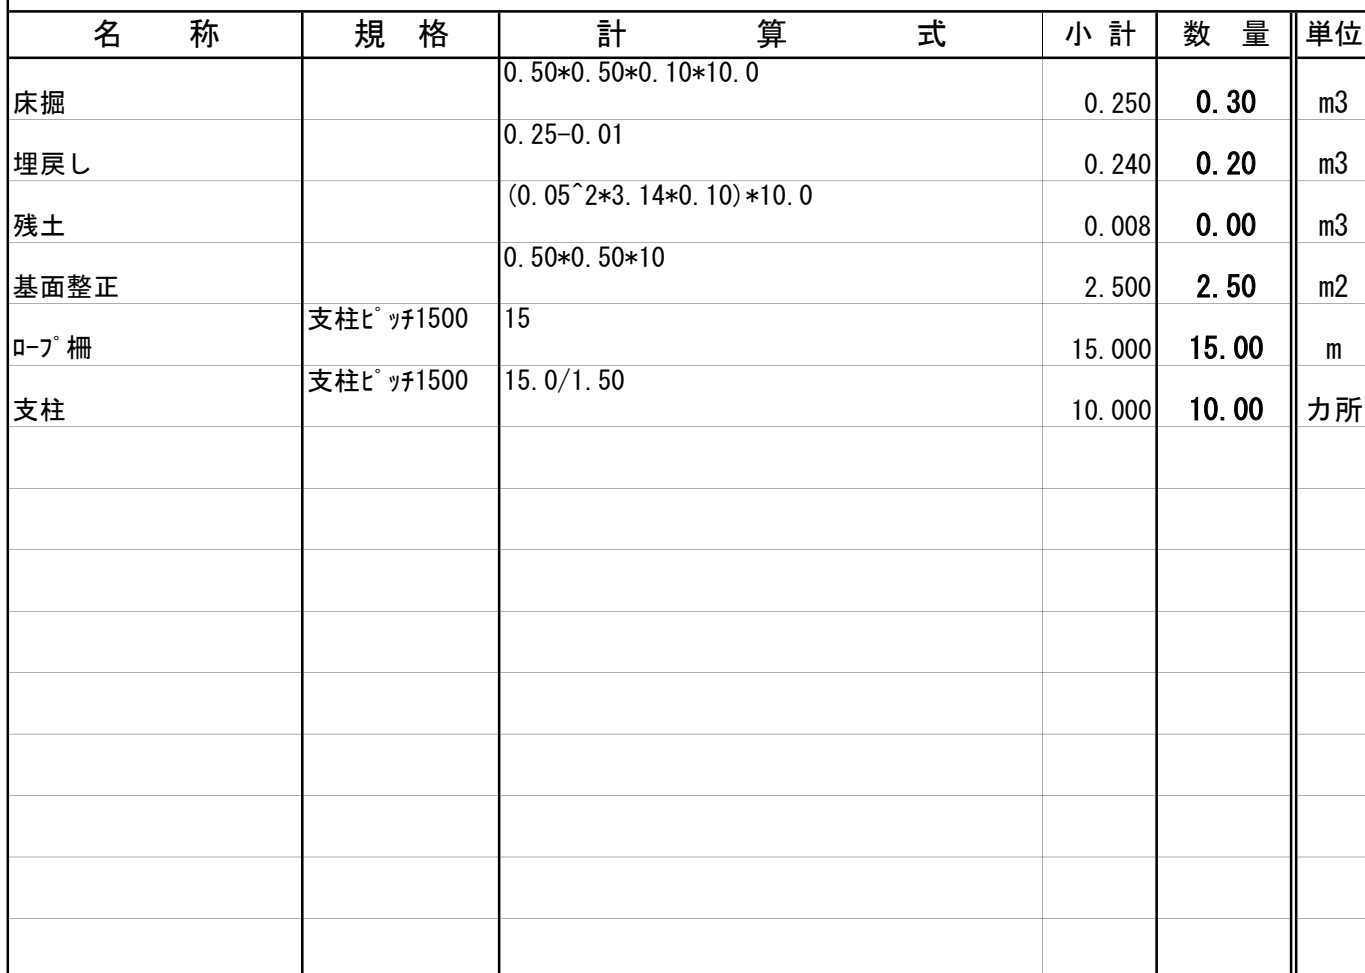 名 称 規 格 計 算 式 小 計 数 量 単位
床掘 0.50*0.50*0.10*10.0 0.250 0.30 m3
埋戻し 0.25-0.01 0.240 0.20 m3
残土 (0.05^2*3.14*0.10)*10.0 0.008 0.00 m3
基面整正 0.50*0.50*10 2.500 2.50 m2
ﾛｰﾌﾟ柵 支柱ﾋﾟｯﾁ1500 15 15.000 15.00 m
支柱 支柱ﾋﾟｯﾁ1500 15.0/1.50 10.000 10.00 カ所